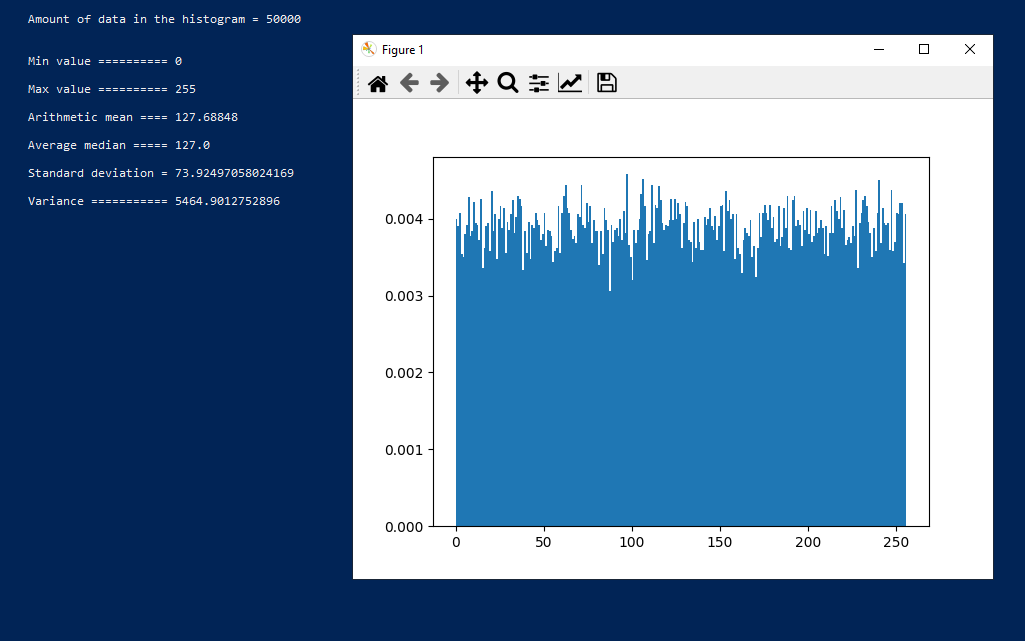 Amount of data in the histogram = 50000
Min value ========== 0
Max value ========== 255
Arithmetic mean ==== 127.68848
Average median ===== 127.0
Standard deviation = 73.92497058024169
Variance =========== 5464.9012752896
Figure 1
0.004
0.003
0.002
0.001
0.000
0 50 100 150 200 250